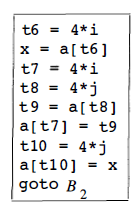 t6 = 4*i
x = a[t6]
t7 = 4*i
t8 = 4*j
t9 = a[t8]
a[t7] = t9
t10 = 4*j
a[t10] = x
goto B2